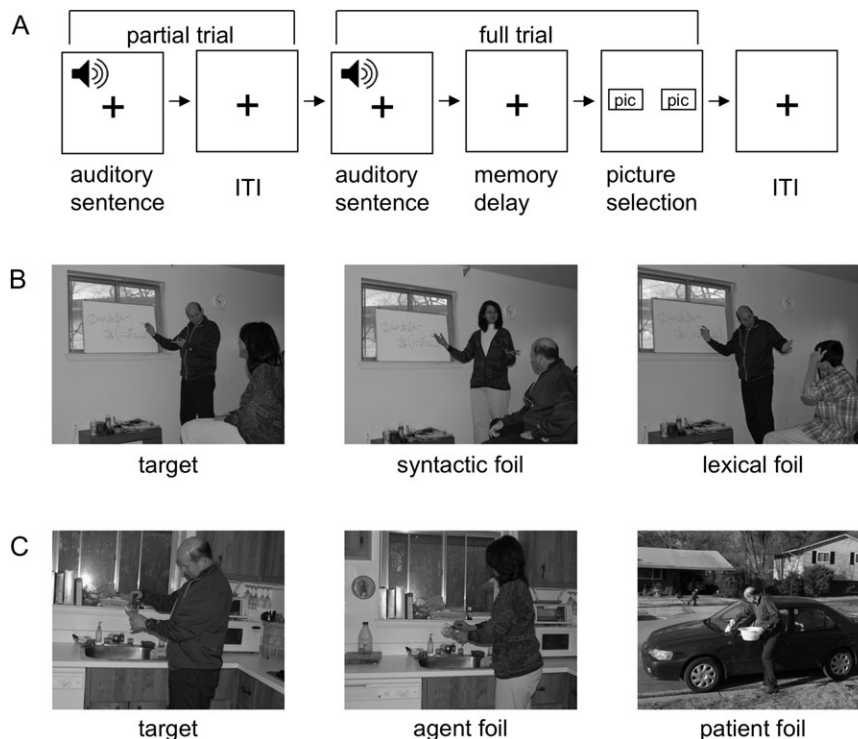 A
partial trial
full trial
pic pic
auditory sentence
ITI
auditory sentence
memory delay
picture selection
ITI
B
target
syntactic foil
lexical foil
C
target
agent foil
patient foil